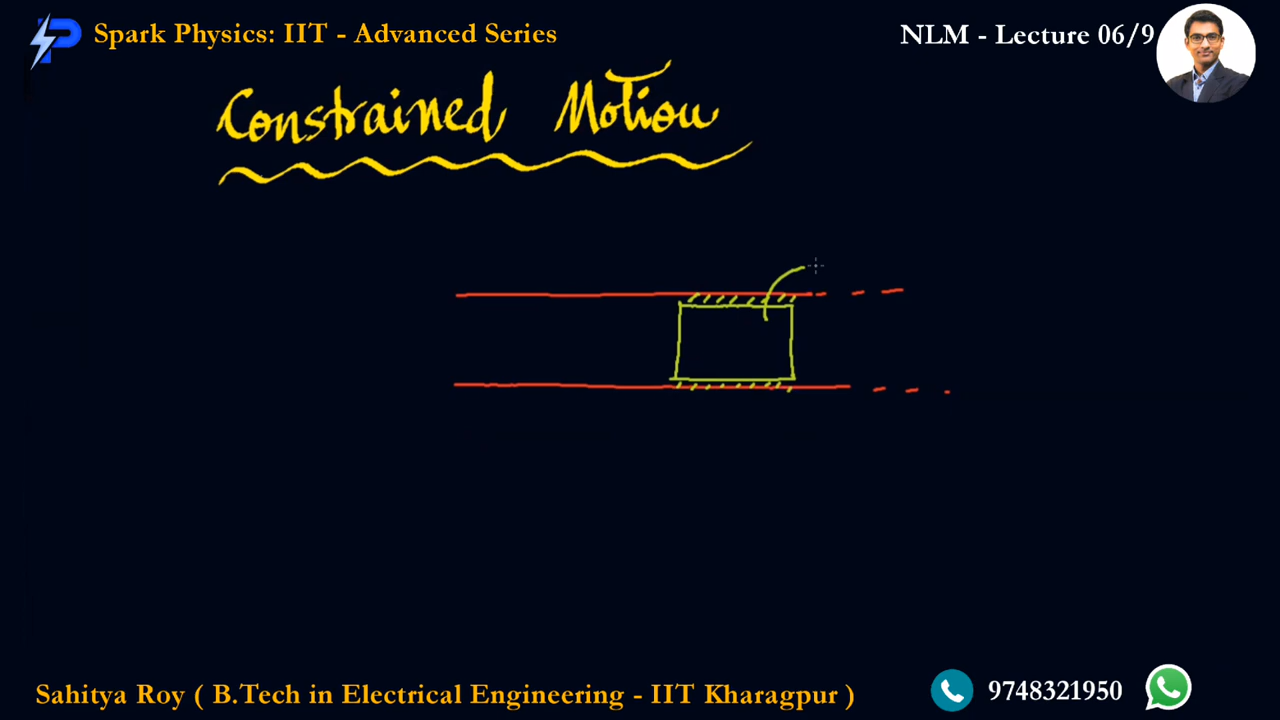 Spark Physics: IIT - Advanced Series
NLM - Lecture 06/9
Constrained Motion
Sahitya Roy ( B.Tech in Electrical Engineering - IIT Kharagpur )
9748321950